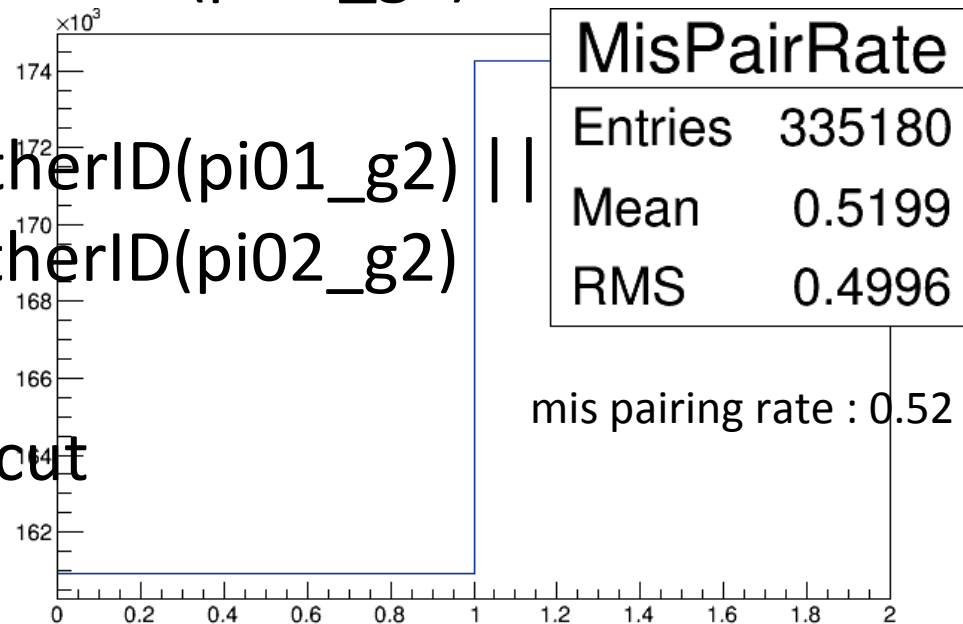 ×10³
MisPairRate
174
Entries 335180
172
therID(pi01_g2) ||
Mean 0.5199
170
therID(pi02_g2)
RMS 0.4996
168
166
mis pairing rate : 0.52
164
cut
162
0 0.2 0.4 0.6 0.8 1 1.2 1.4 1.6 1.8 2